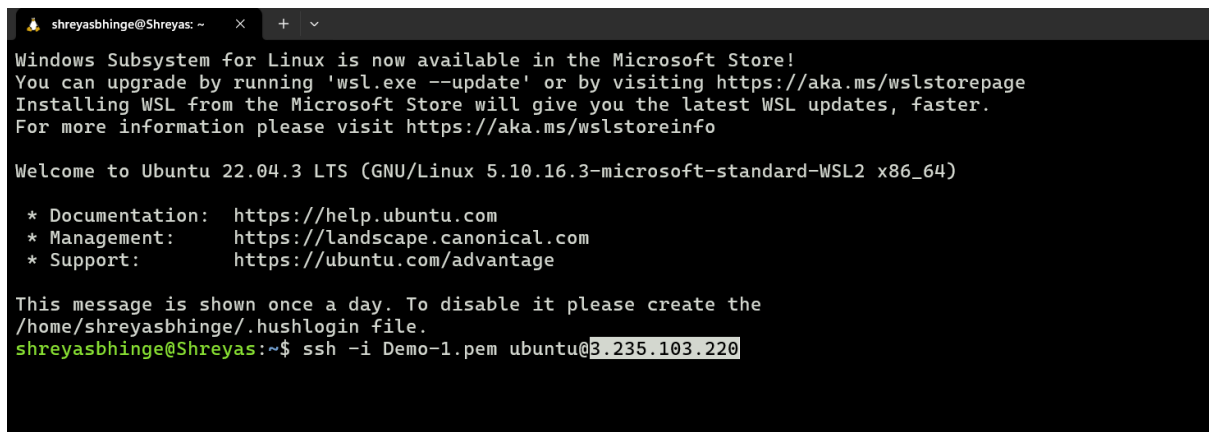 shreyasbhinge@Shreyas: ~
Windows Subsystem for Linux is now available in the Microsoft Store!
You can upgrade by running 'wsl.exe --update' or by visiting https://aka.ms/wslstorepage
Installing WSL from the Microsoft Store will give you the latest WSL updates, faster.
For more information please visit https://aka.ms/wslstoreinfo
Welcome to Ubuntu 22.04.3 LTS (GNU/Linux 5.10.16.3-microsoft-standard-WSL2 x86_64)
* Documentation:  https://help.ubuntu.com
* Management:     https://landscape.canonical.com
* Support:        https://ubuntu.com/advantage
This message is shown once a day. To disable it please create the
/home/shreyasbhinge/.hushlogin file.
shreyasbhinge@Shreyas:~$ ssh -i Demo-1.pem ubuntu@3.235.103.220